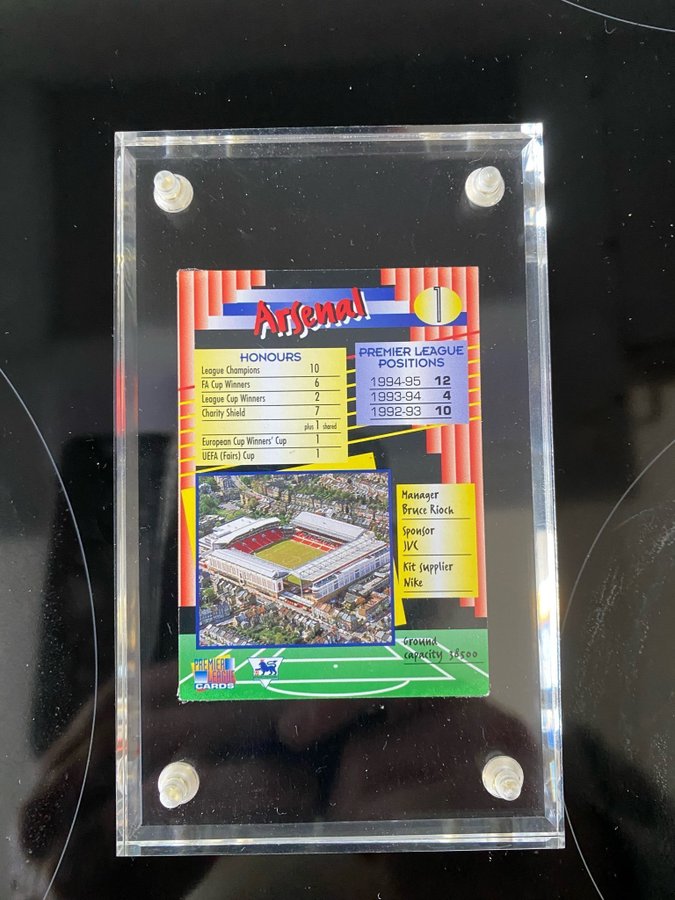 Arsenal
1
HONOURS
League Champions 10
FA Cup Winners 6
League Cup Winners 2
Charity Shield 7
plus 1 shared
European Cup Winners' Cup 1
UEFA (Fairs) Cup 1
PREMIER LEAGUE
POSITIONS
1994-95 12
1993-94 4
1992-93 10
Manager
Bruce Rioch
Sponsor
JVC
Kit supplier
Nike
Ground
capacity 38500
PREMIER
LEAGUE
CARDS